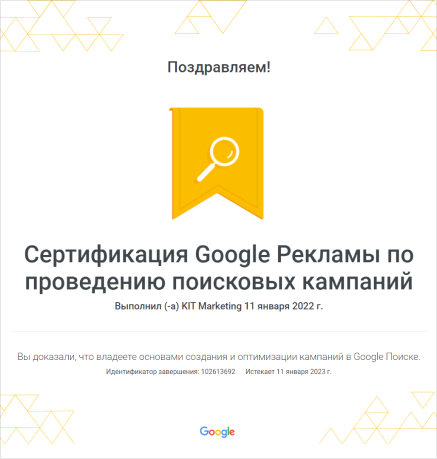 Поздравляем!
Сертификация Google Рекламы по
проведению поисковых кампаний
Выполнил (-а) KIT Marketing 11 января 2022 г.
Вы доказали, что владеете основами создания и оптимизации кампаний в Google Поиске.
Идентификатор завершения: 102613692 Истекает 11 января 2023 г.
Google